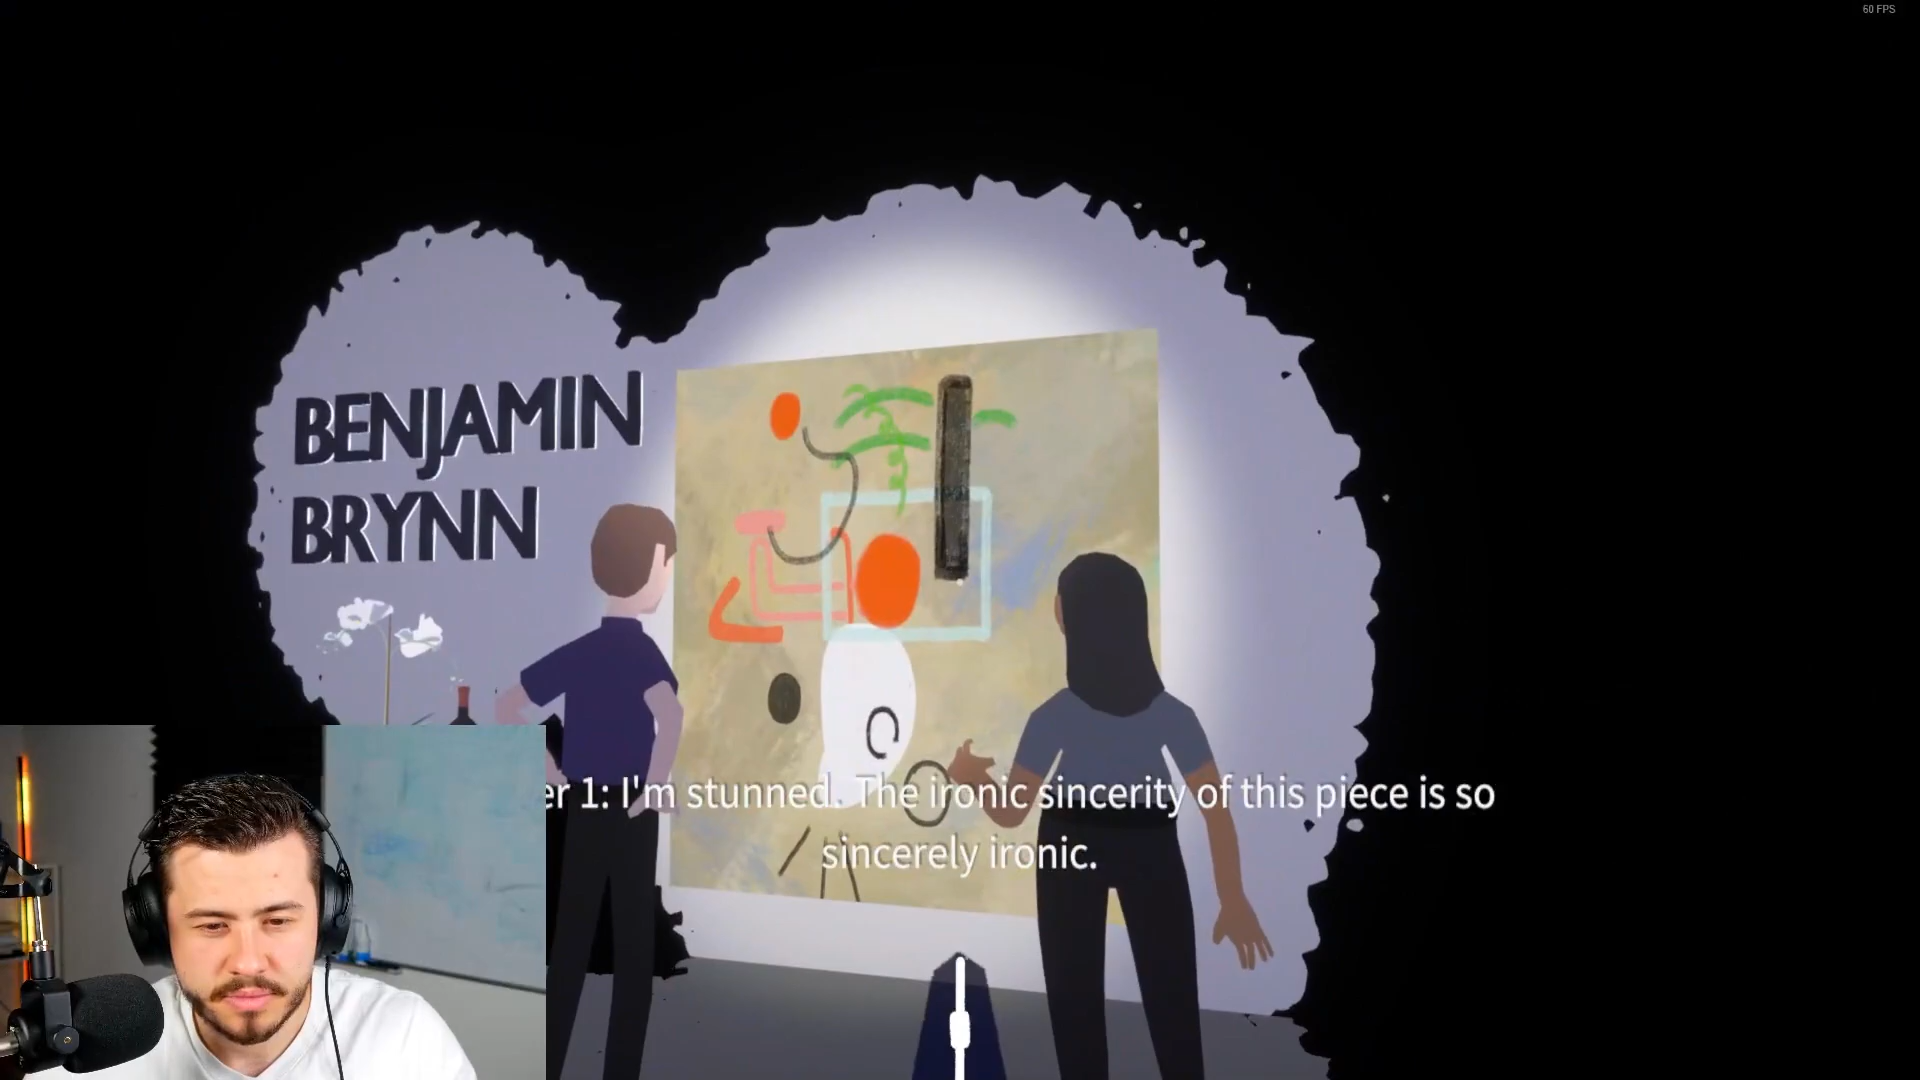 60 FPS
BENJAMIN
BRYNN
er 1: I'm stunned. The ironic sincerity of this piece is so
sincerely ironic.